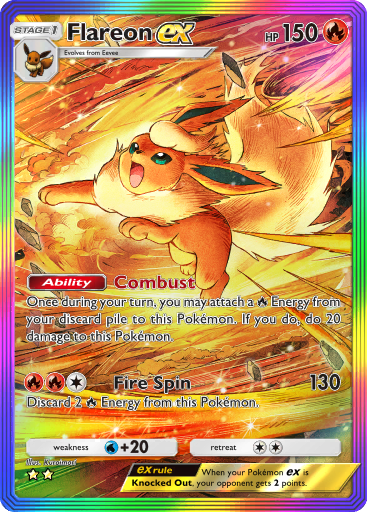 STAGE 1
Flareon ex
HP 150
Evolves from Eevee
Ability Combust
Once during your turn, you may attach a Energy from
your discard pile to this Pokémon. If you do, do 20
damage to this Pokémon.
Fire Spin 130
Discard 2 Energy from this Pokémon.
weakness +20
retreat
ex rule
When your Pokémon ex is
Knocked Out, your opponent gets 2 points.